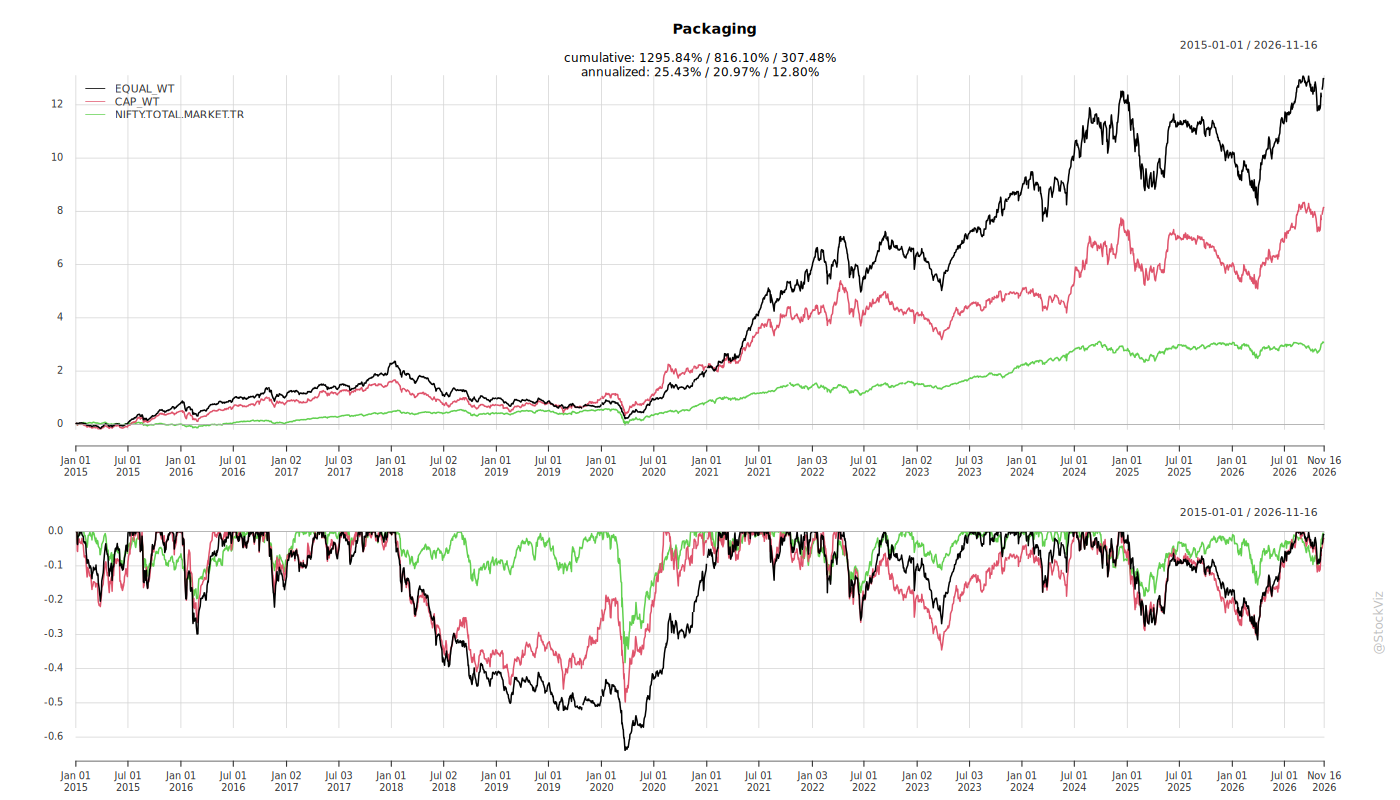 Packaging
2015-01-01 / 2026-11-16
cumulative: 1295.84% / 816.10% / 307.48%
annualized: 25.43% / 20.97% / 12.80%
EQUAL_WT
CAP_WT
NIFTY.TOTAL.MARKET.TR
12
10
8
6
4
2
0
Jan 01 Jul 01 Jan 01 Jul 01 Jan 02 Jul 03 Jan 01 Jul 02 Jan 01 Jul 01 Jan 01 Jul 01 Jan 01 Jul 01 Jan 03 Jul 01 Jan 02 Jul 03 Jan 01 Jul 01 Jan 01 Jul 01 Jan 01 Jul 01 Nov 16
2015 2015 2016 2016 2017 2017 2018 2018 2019 2019 2020 2020 2021 2021 2022 2022 2023 2023 2024 2024 2025 2025 2026 2026 2026
2015-01-01 / 2026-11-16
0.0
-0.1
-0.2
-0.3
-0.4
-0.5
-0.6
Jan 01 Jul 01 Jan 01 Jul 01 Jan 02 Jul 03 Jan 01 Jul 02 Jan 01 Jul 01 Jan 01 Jul 01 Jan 01 Jul 01 Jan 03 Jul 01 Jan 02 Jul 03 Jan 01 Jul 01 Jan 01 Jul 01 Jan 01 Jul 01 Nov 16
2015 2015 2016 2016 2017 2017 2018 2018 2019 2019 2020 2020 2021 2021 2022 2022 2023 2023 2024 2024 2025 2025 2026 2026 2026
@StockViz